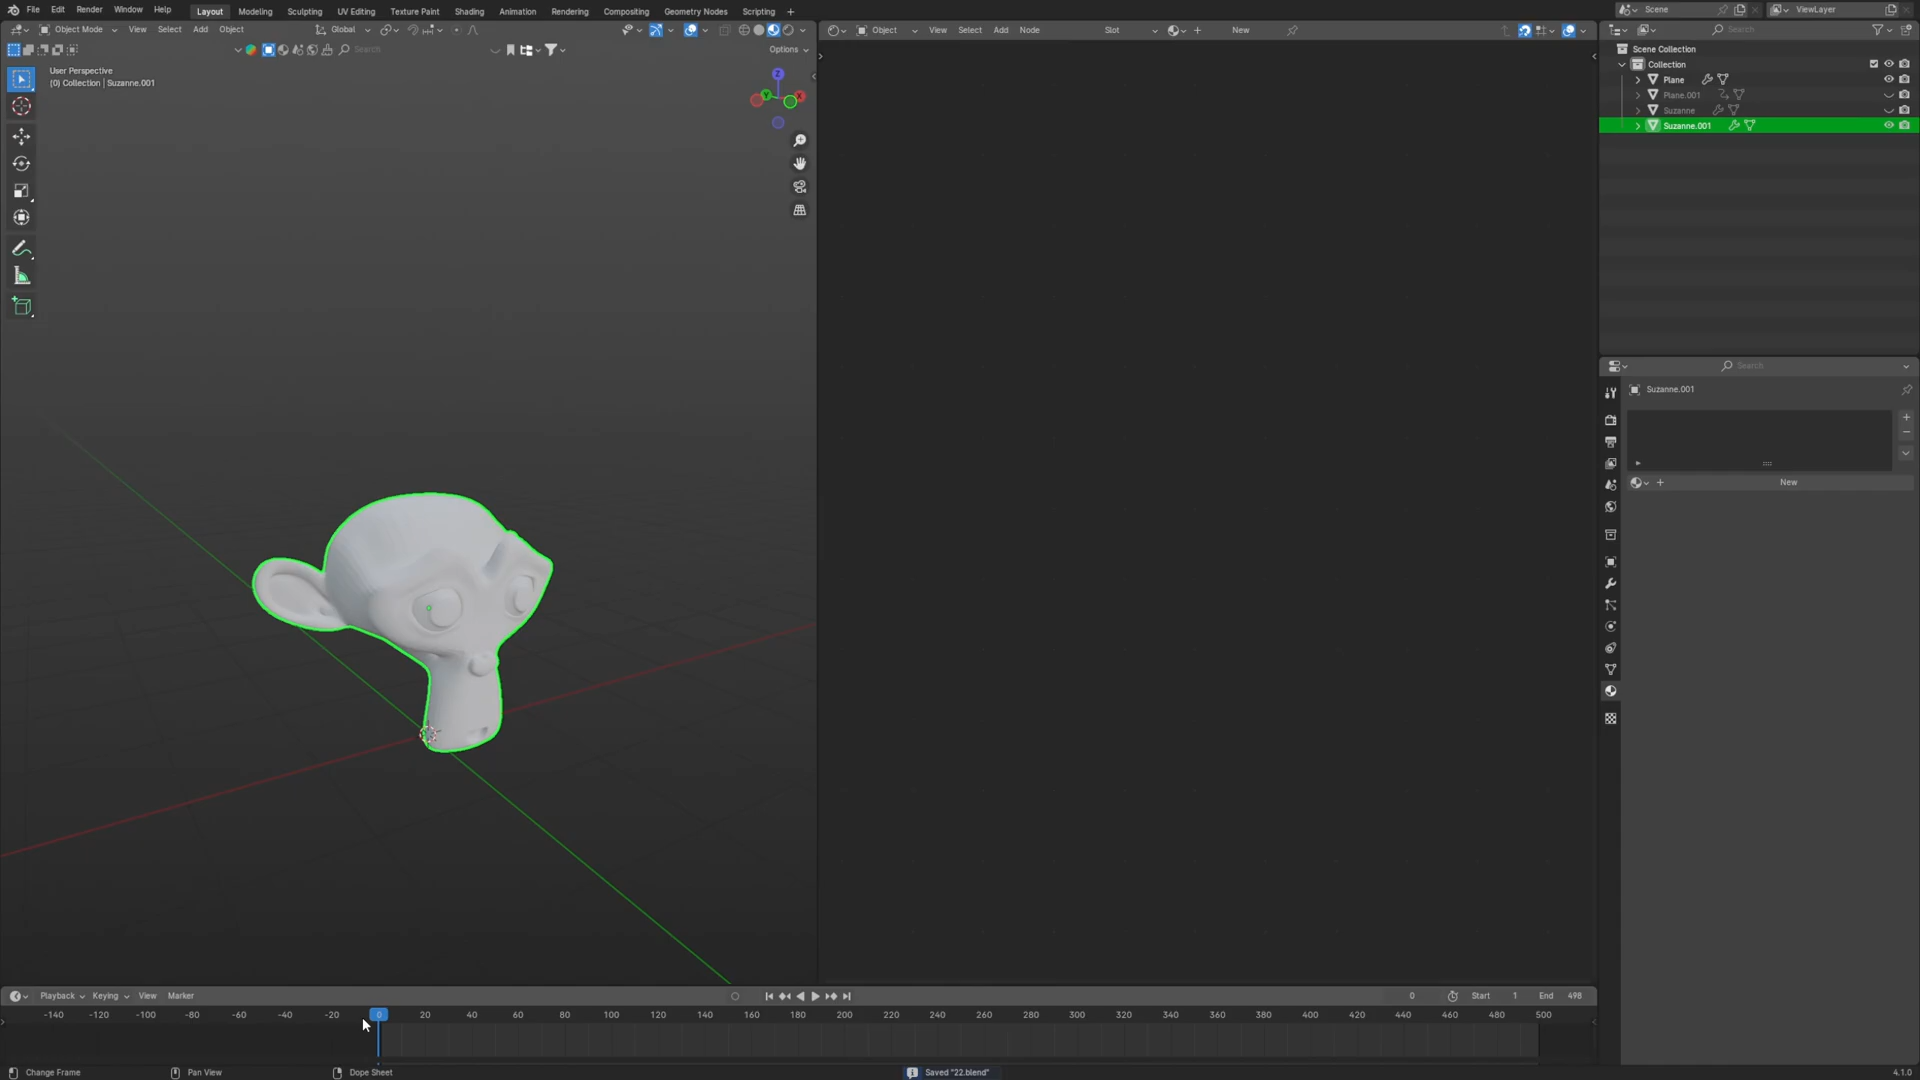 File Edit Render Window Help Layout Modeling Sculpting UV Editing Texture Paint Shading Animation Rendering Compositing Geometry Nodes Scripting + Scene ViewLayer
Object Mode View Select Add Object Global
Object View Select Add Node Slot New
Search
Search Options
User Perspective
(0) Collection | Suzanne.001
Z
Y
X
Scene Collection
Collection
Plane
Plane.001
Suzanne
Suzanne.001
Search
Suzanne.001
New
Playback Keying View Marker 0 Start 1 End 498
-140 -120 -100 -80 -60 -40 -20 0 20 40 60 80 100 120 140 160 180 200 220 240 260 280 300 320 340 360 380 400 420 440 460 480 500
Change Frame Pan View Dope Sheet Saved "22.blend" 4.1.0